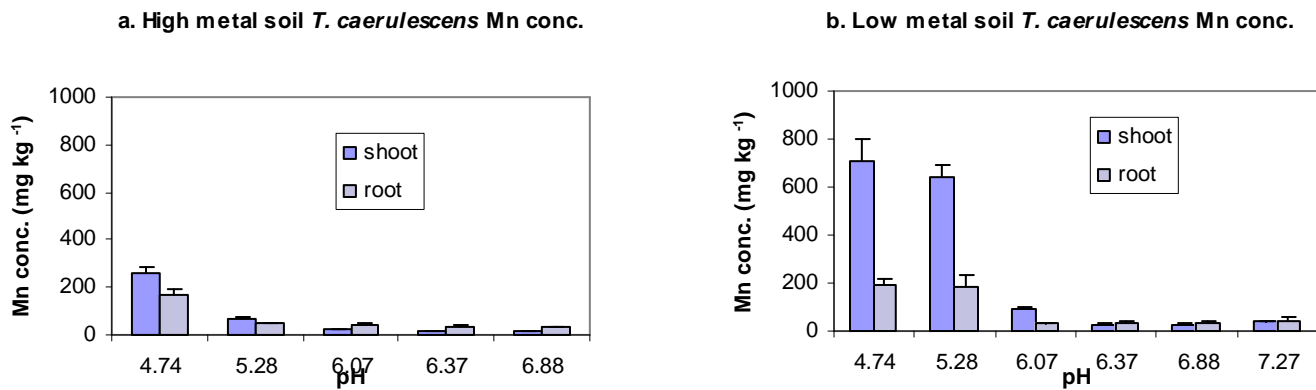 a. High metal soil T. caerulescens Mn conc.
Mn conc. (mg kg -1)
1000
800
600
400
200
0
shoot
root
4.74 5.28 6.07 6.37 6.88
pH
b. Low metal soil T. caerulescens Mn conc.
Mn conc. (mg kg -1)
1000
800
600
400
200
0
shoot
root
4.74 5.28 6.07 6.37 6.88 7.27
pH